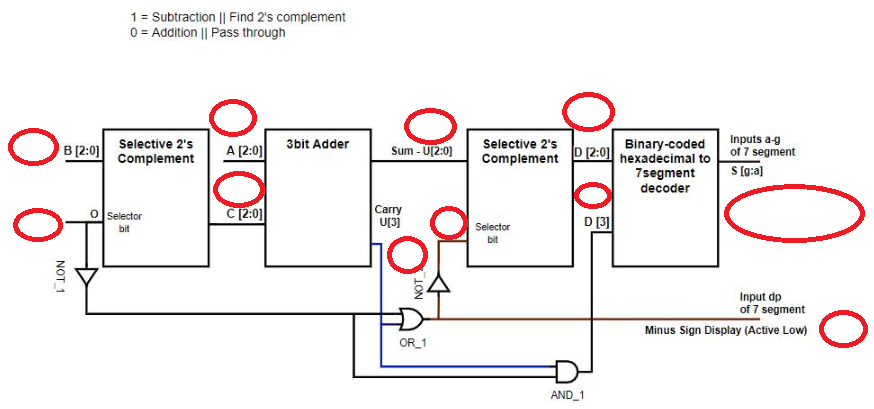 1 = Subtraction || Find 2's complement
0 = Addition || Pass through
B [2:0]
O
Selective 2's
Complement
Selector
bit
NOT_1
A [2:0]
C [2:0]
3bit Adder
Carry
U[3]
Sum - U[2:0]
Selective 2's
Complement
Selector
bit
NOT_
OR_1
AND_1
D [2:0]
D [3]
Binary-coded
hexadecimal to
7segment
decoder
Inputs a-g
of 7 segment
S [g:a]
Input dp
of 7 segment
Minus Sign Display (Active Low)